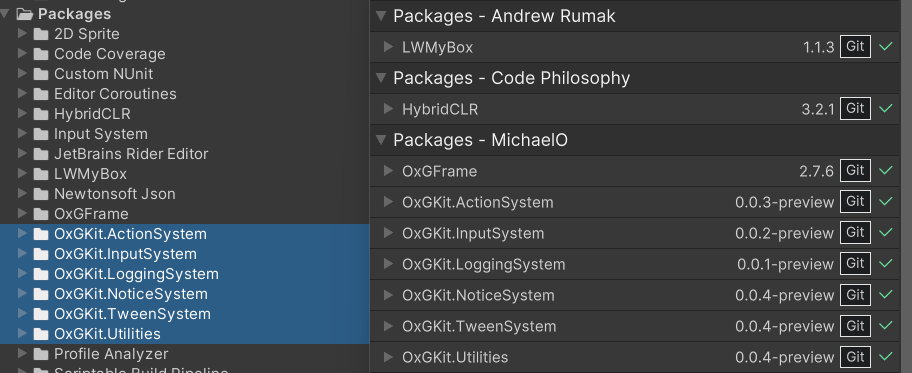 Packages
2D Sprite
Code Coverage
Custom NUnit
Editor Coroutines
HybridCLR
Input System
JetBrains Rider Editor
LWMyBox
Newtonsoft Json
OxGFrame
OxGKit.ActionSystem
OxGKit.InputSystem
OxGKit.LoggingSystem
OxGKit.NoticeSystem
OxGKit.TweenSystem
OxGKit.Utilities
Profile Analyzer
Scriptable Build Pipeline
Packages - Andrew Rumak
LWMyBox 1.1.3 Git
Packages - Code Philosophy
HybridCLR 3.2.1 Git
Packages - MichaelO
OxGFrame 2.7.6 Git
OxGKit.ActionSystem 0.0.3-preview Git
OxGKit.InputSystem 0.0.2-preview Git
OxGKit.LoggingSystem 0.0.1-preview Git
OxGKit.NoticeSystem 0.0.4-preview Git
OxGKit.TweenSystem 0.0.4-preview Git
OxGKit.Utilities 0.0.4-preview Git